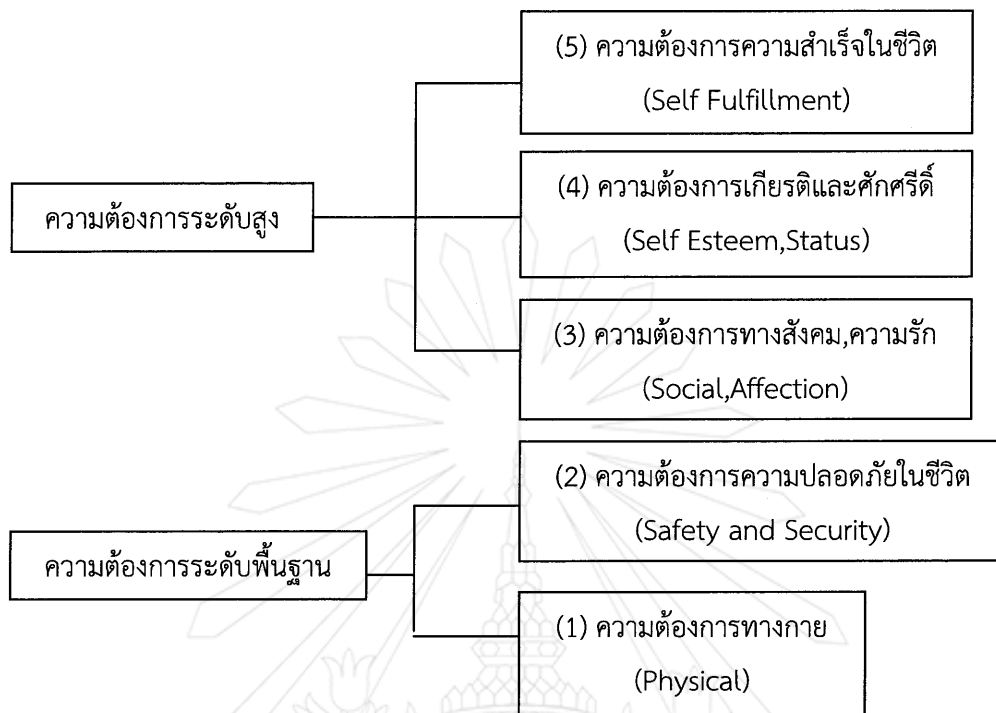 (5) ความต้องการความสำเร็จในชีวิต
(Self Fulfillment)
ความต้องการระดับสูง
(4) ความต้องการเกียรติและศักศรีดิ์
(Self Esteem,Status)
(3) ความต้องการทางสังคม,ความรัก
(Social,Affection)
(2) ความต้องการความปลอดภัยในชีวิต
(Safety and Security)
ความต้องการระดับพื้นฐาน
(1) ความต้องการทางกาย
(Physical)